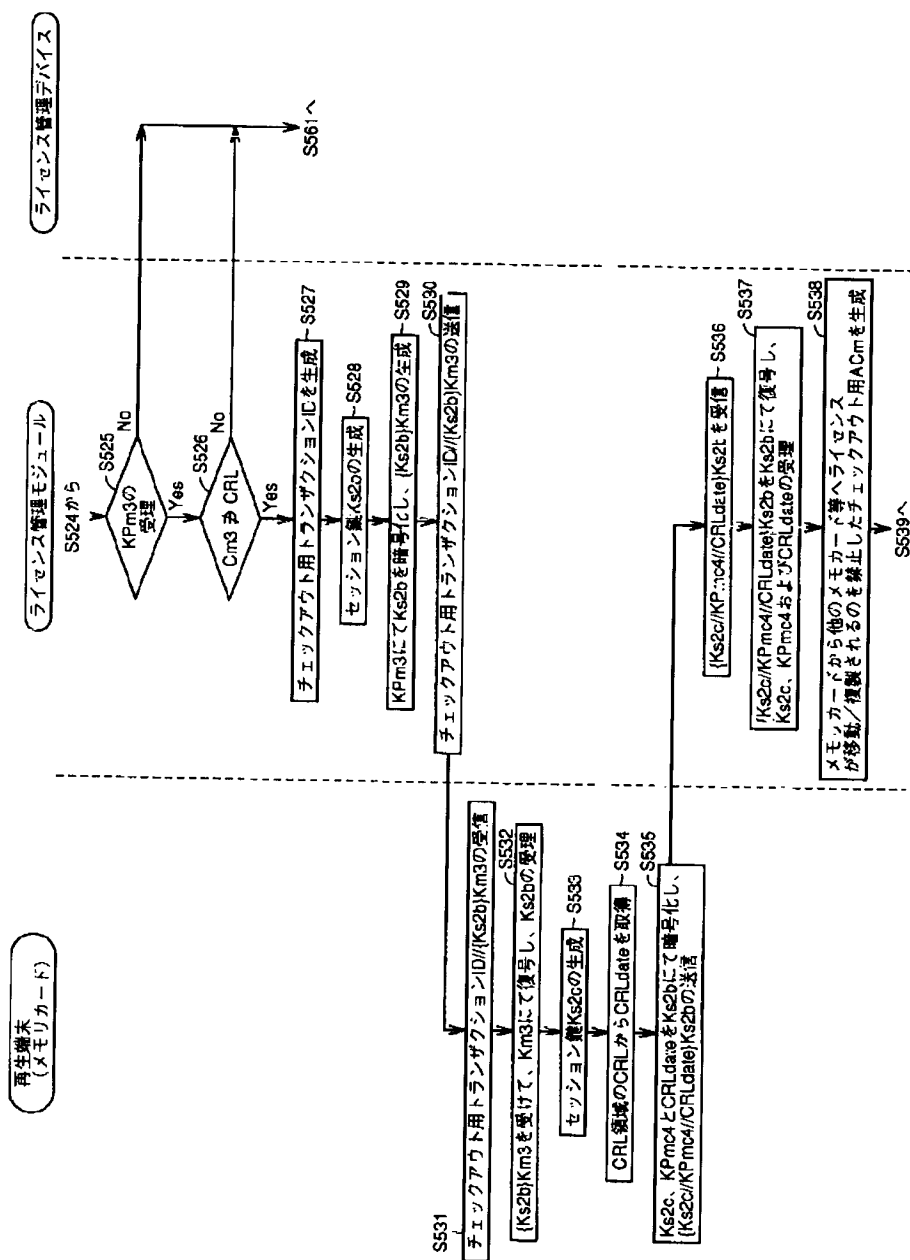 再生端末
(メモリカード)
ライセンス管理モジュール
ライセンス管理デバイス
S524から
S525
KPm3の
受理
No
Yes
S526
Cm3 ∌ CRL
No
Yes
S561へ
チェックアウト用トランザクションIDを生成
S527
セッション鍵Ks2bの生成
S528
KPm3にてKs2bを暗号化し、{Ks2b}Km3の生成
S529
S530
チェックアウト用トランザクションID//{Ks2b}Km3の送信
S531
チェックアウト用トランザクションID//{Ks2b}Km3の受信
S532
{Ks2b}Km3を受けて、Km3にて復号し、Ks2bの受理
セッション鍵Ks2cの生成
S533
CRL領域のCRLからCRLdateを取得
S534
S535
Ks2c、KPmc4とCRLdateをKs2bにて暗号化し、
{Ks2c//KPmc4//CRLdate}Ks2bの送信
{Ks2c//KPmc4//CRLdate}Ks2bを受信
S536
S537
{Ks2c//KPmc4//CRLdate}Ks2bをKs2bにて復号し、
Ks2c、KPmc4およびCRLdateの受理
S538
メモッカードから他のメモカード等へライセンス
が移動／複製されるのを禁止したチェックアウト用ACmを生成
S539へ